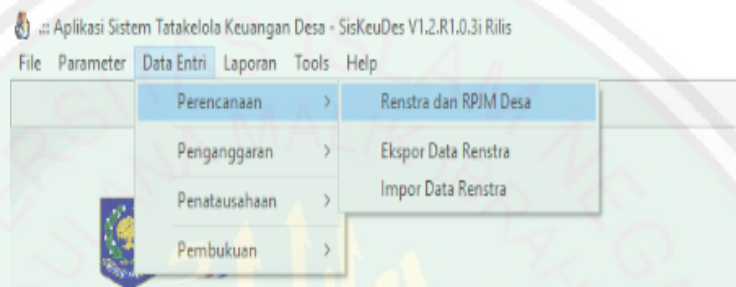 .:: Aplikasi Sistem Tatakelola Keuangan Desa - SisKeuDes V1.2.R1.0.3i Rilis
File Parameter Data Entri Laporan Tools Help
Perencanaan > Renstra dan RPJM Desa
Penganggaran > Ekspor Data Renstra
Penatausahaan > Impor Data Renstra
Pembukuan >